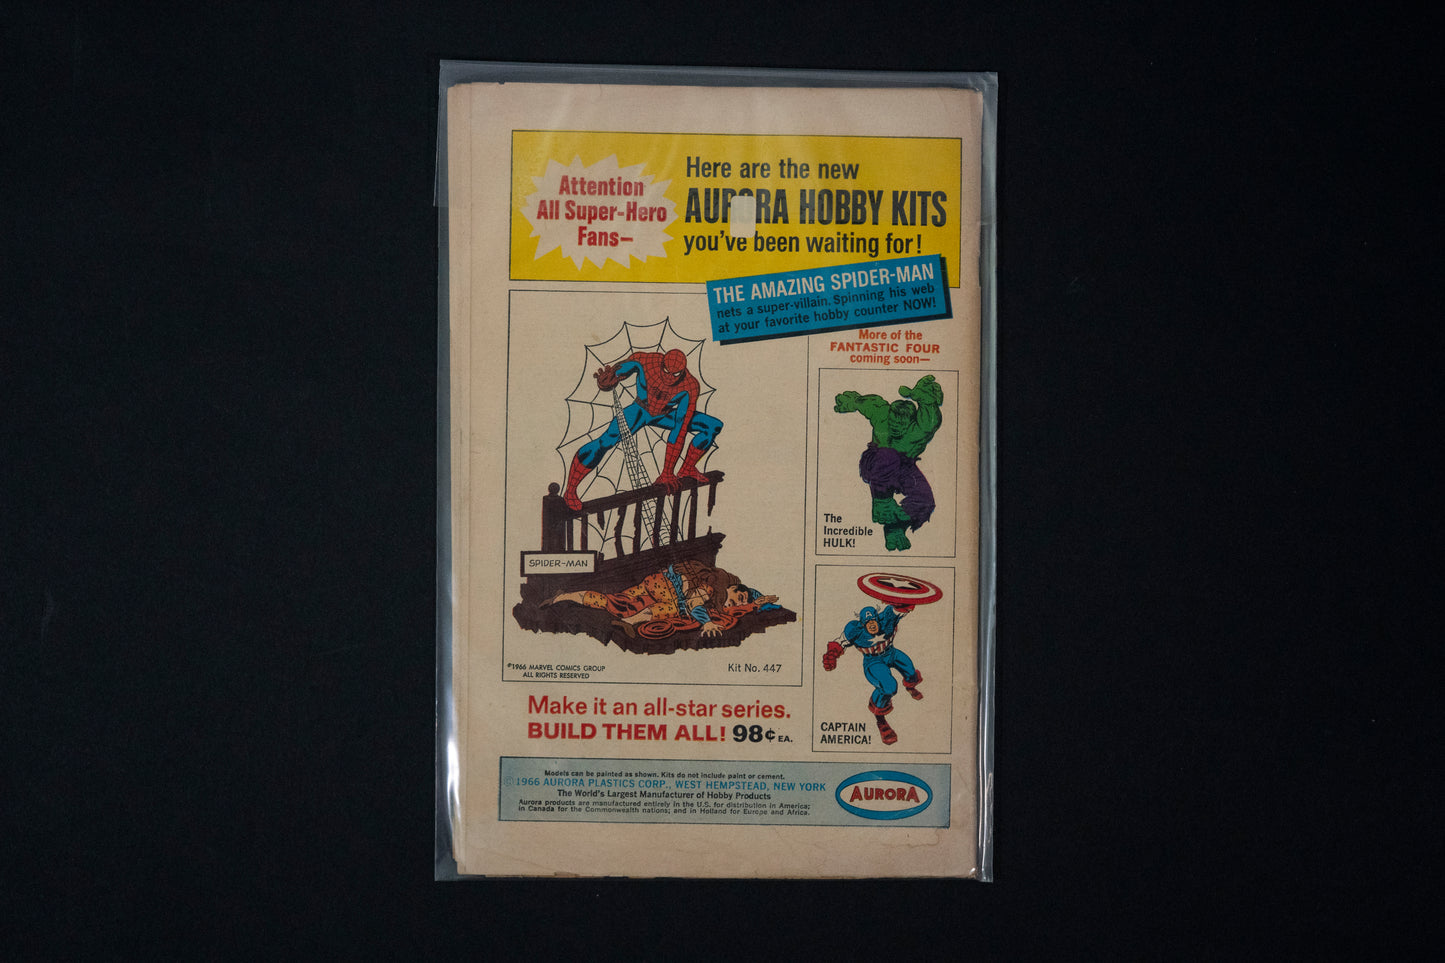 Attention
All Super-Hero
Fans—
Here are the new
AURORA HOBBY KITS
you've been waiting for!
THE AMAZING SPIDER-MAN
nets a super-villain. Spinning his web
at your favorite hobby counter NOW!
More of the
FANTASTIC FOUR
coming soon—
The
Incredible
HULK!
SPIDER-MAN
©1966 MARVEL COMICS GROUP
ALL RIGHTS RESERVED
Kit No. 447
CAPTAIN
AMERICA!
Make it an all-star series.
BUILD THEM ALL! 98¢ EA.
Models can be painted as shown. Kits do not include paint or cement.
©1966 AURORA PLASTICS CORP., WEST HEMPSTEAD, NEW YORK
The World's Largest Manufacturer of Hobby Products
Aurora products are manufactured entirely in the U.S. for distribution in America;
in Canada for the Commonwealth nations; and in Holland for Europe and Africa.
AURORA